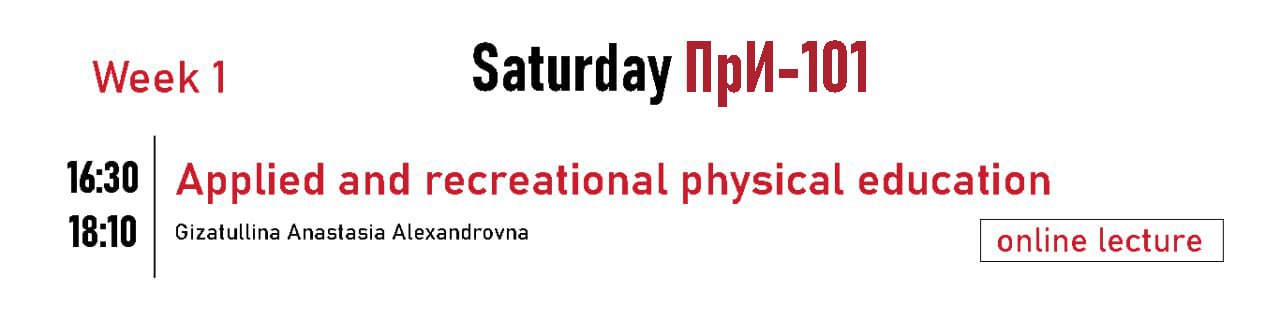 Week 1
Saturday ПрИ-101
16:30
Applied and recreational physical education
18:10
Gizatullina Anastasia Alexandrovna
online lecture